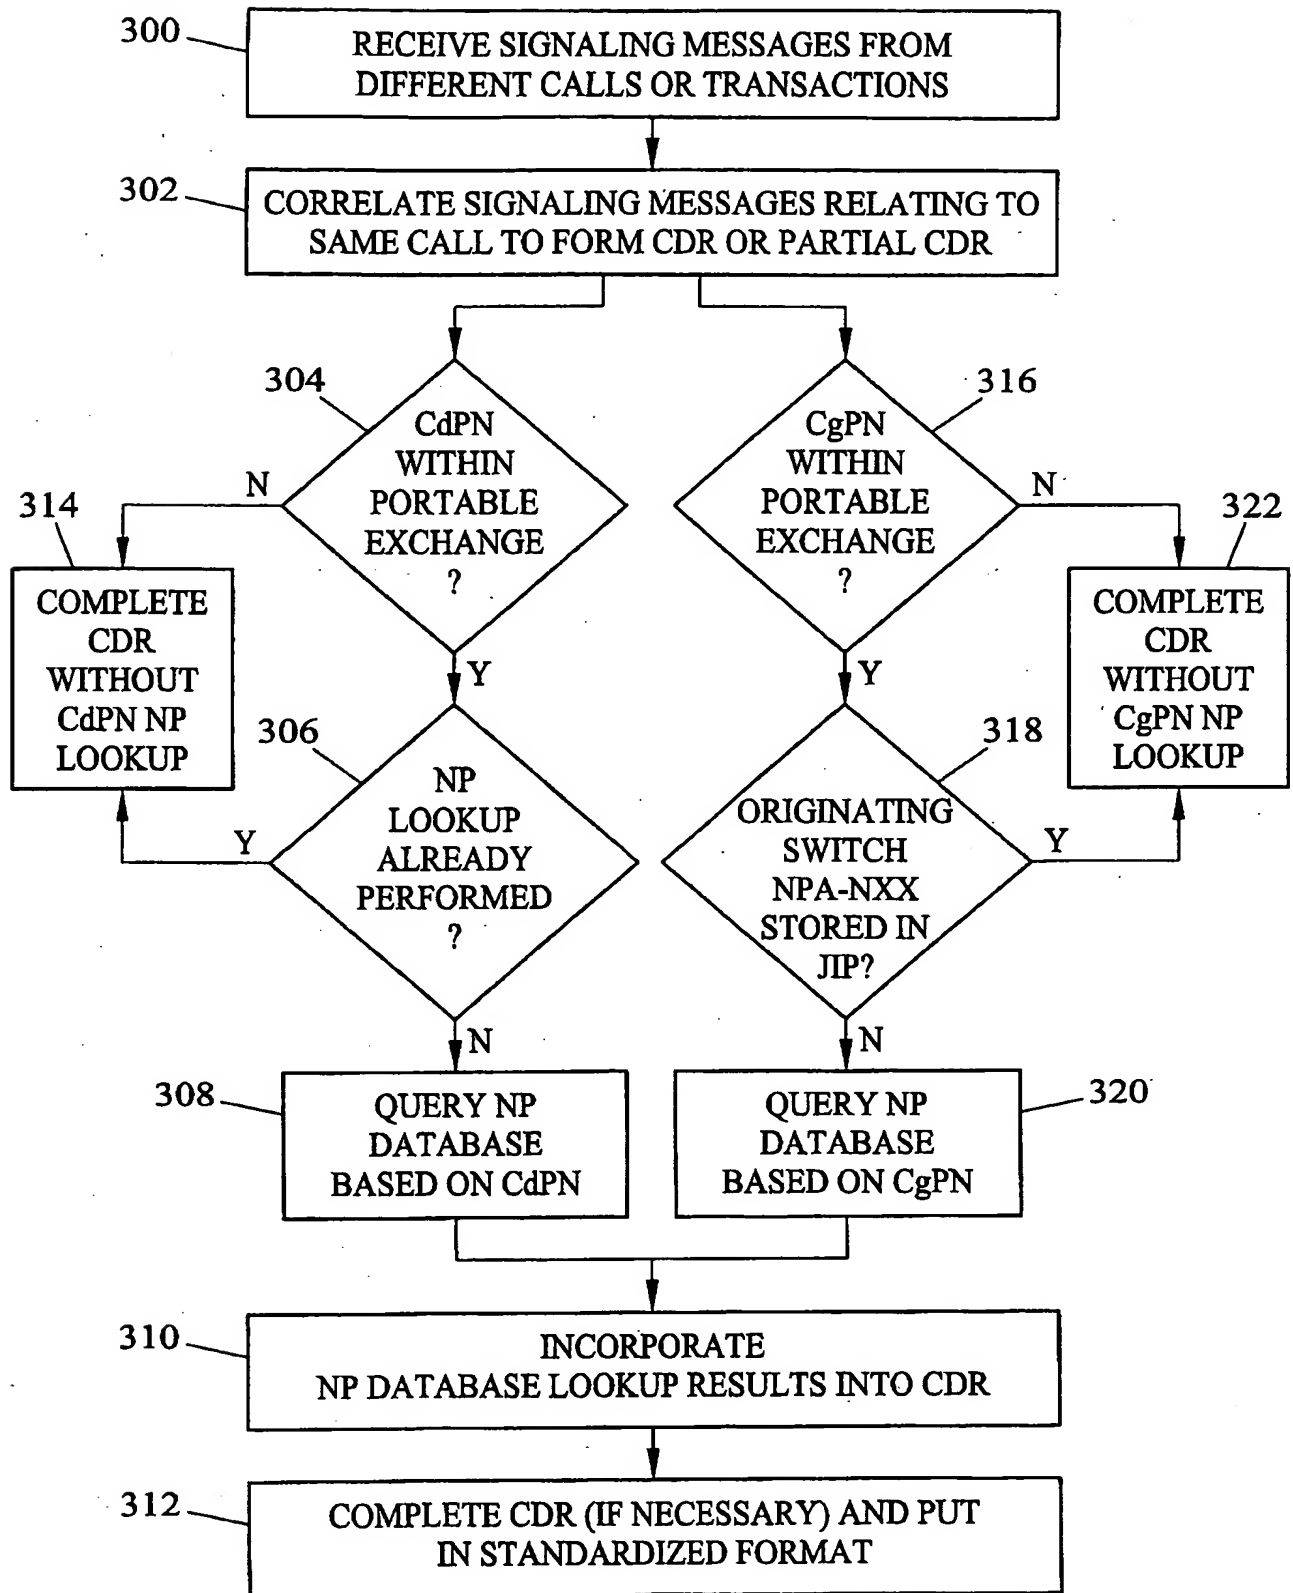 300
RECEIVE SIGNALING MESSAGES FROM
DIFFERENT CALLS OR TRANSACTIONS
302
CORRELATE SIGNALING MESSAGES RELATING TO
SAME CALL TO FORM CDR OR PARTIAL CDR
304
CdPN
WITHIN
PORTABLE
EXCHANGE
?
N
Y
316
CgPN
WITHIN
PORTABLE
EXCHANGE
?
N
Y
314
COMPLETE
CDR
WITHOUT
CdPN NP
LOOKUP
322
COMPLETE
CDR
WITHOUT
CgPN NP
LOOKUP
306
NP
LOOKUP
ALREADY
PERFORMED
?
Y
N
318
ORIGINATING
SWITCH
NPA-NXX
STORED IN
JIP?
Y
N
308
QUERY NP
DATABASE
BASED ON CdPN
320
QUERY NP
DATABASE
BASED ON CgPN
310
INCORPORATE
NP DATABASE LOOKUP RESULTS INTO CDR
312
COMPLETE CDR (IF NECESSARY) AND PUT
IN STANDARDIZED FORMAT